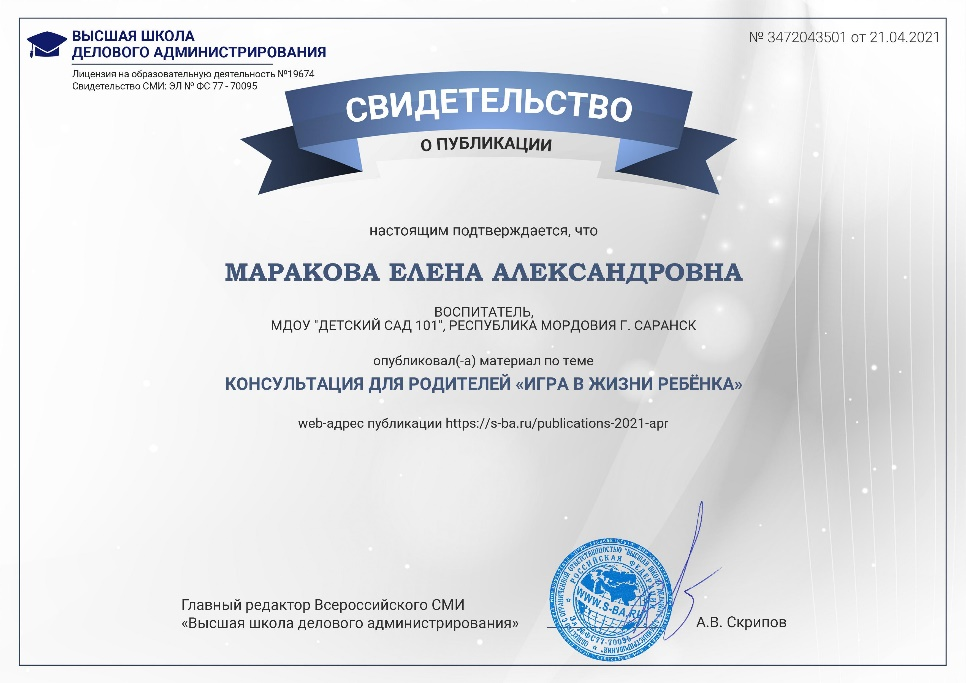 ВЫСШАЯ ШКОЛА
ДЕЛОВОГО АДМИНИСТРИРОВАНИЯ
№ 3472043501 от 21.04.2021
Лицензия на образовательную деятельность №19674
Свидетельство СМИ: ЭЛ № ФС 77 - 70095
СВИДЕТЕЛЬСТВО
О ПУБЛИКАЦИИ
настоящим подтверждается, что
МАРАКОВА ЕЛЕНА АЛЕКСАНДРОВНА
ВОСПИТАТЕЛЬ,
МДОУ "ДЕТСКИЙ САД 101", РЕСПУБЛИКА МОРДОВИЯ Г. САРАНСК
опубликовал(-а) материал по теме
КОНСУЛЬТАЦИЯ ДЛЯ РОДИТЕЛЕЙ «ИГРА В ЖИЗНИ РЕБЁНКА»
web-адрес публикации https://s-ba.ru/publications-2021-apr
РОССИЙСКАЯ ФЕДЕРАЦИЯ
WWW.S-BA.RU
Главный редактор Всероссийского СМИ
«Высшая школа делового администрирования»
А.В. Скрипов